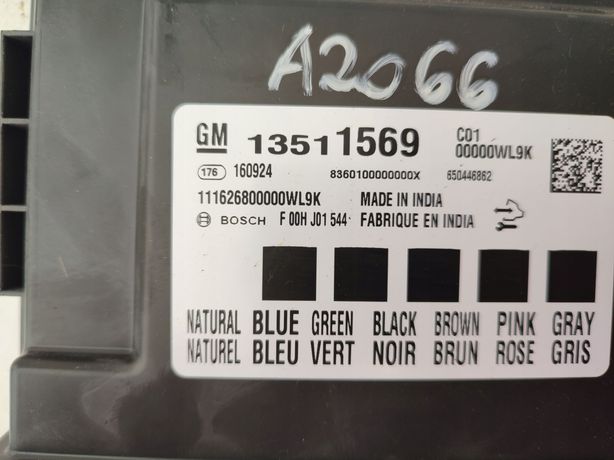 A2066
GM 13511569 C01
00000WL9K
176 160924 8360100000000X 650446862
111626800000WL9K MADE IN INDIA
BOSCH F 00H J01 544 FABRIQUE EN INDIA
NATURAL BLUE GREEN BLACK BROWN PINK GRAY
NATUREL BLEU VERT NOIR BRUN ROSE GRIS